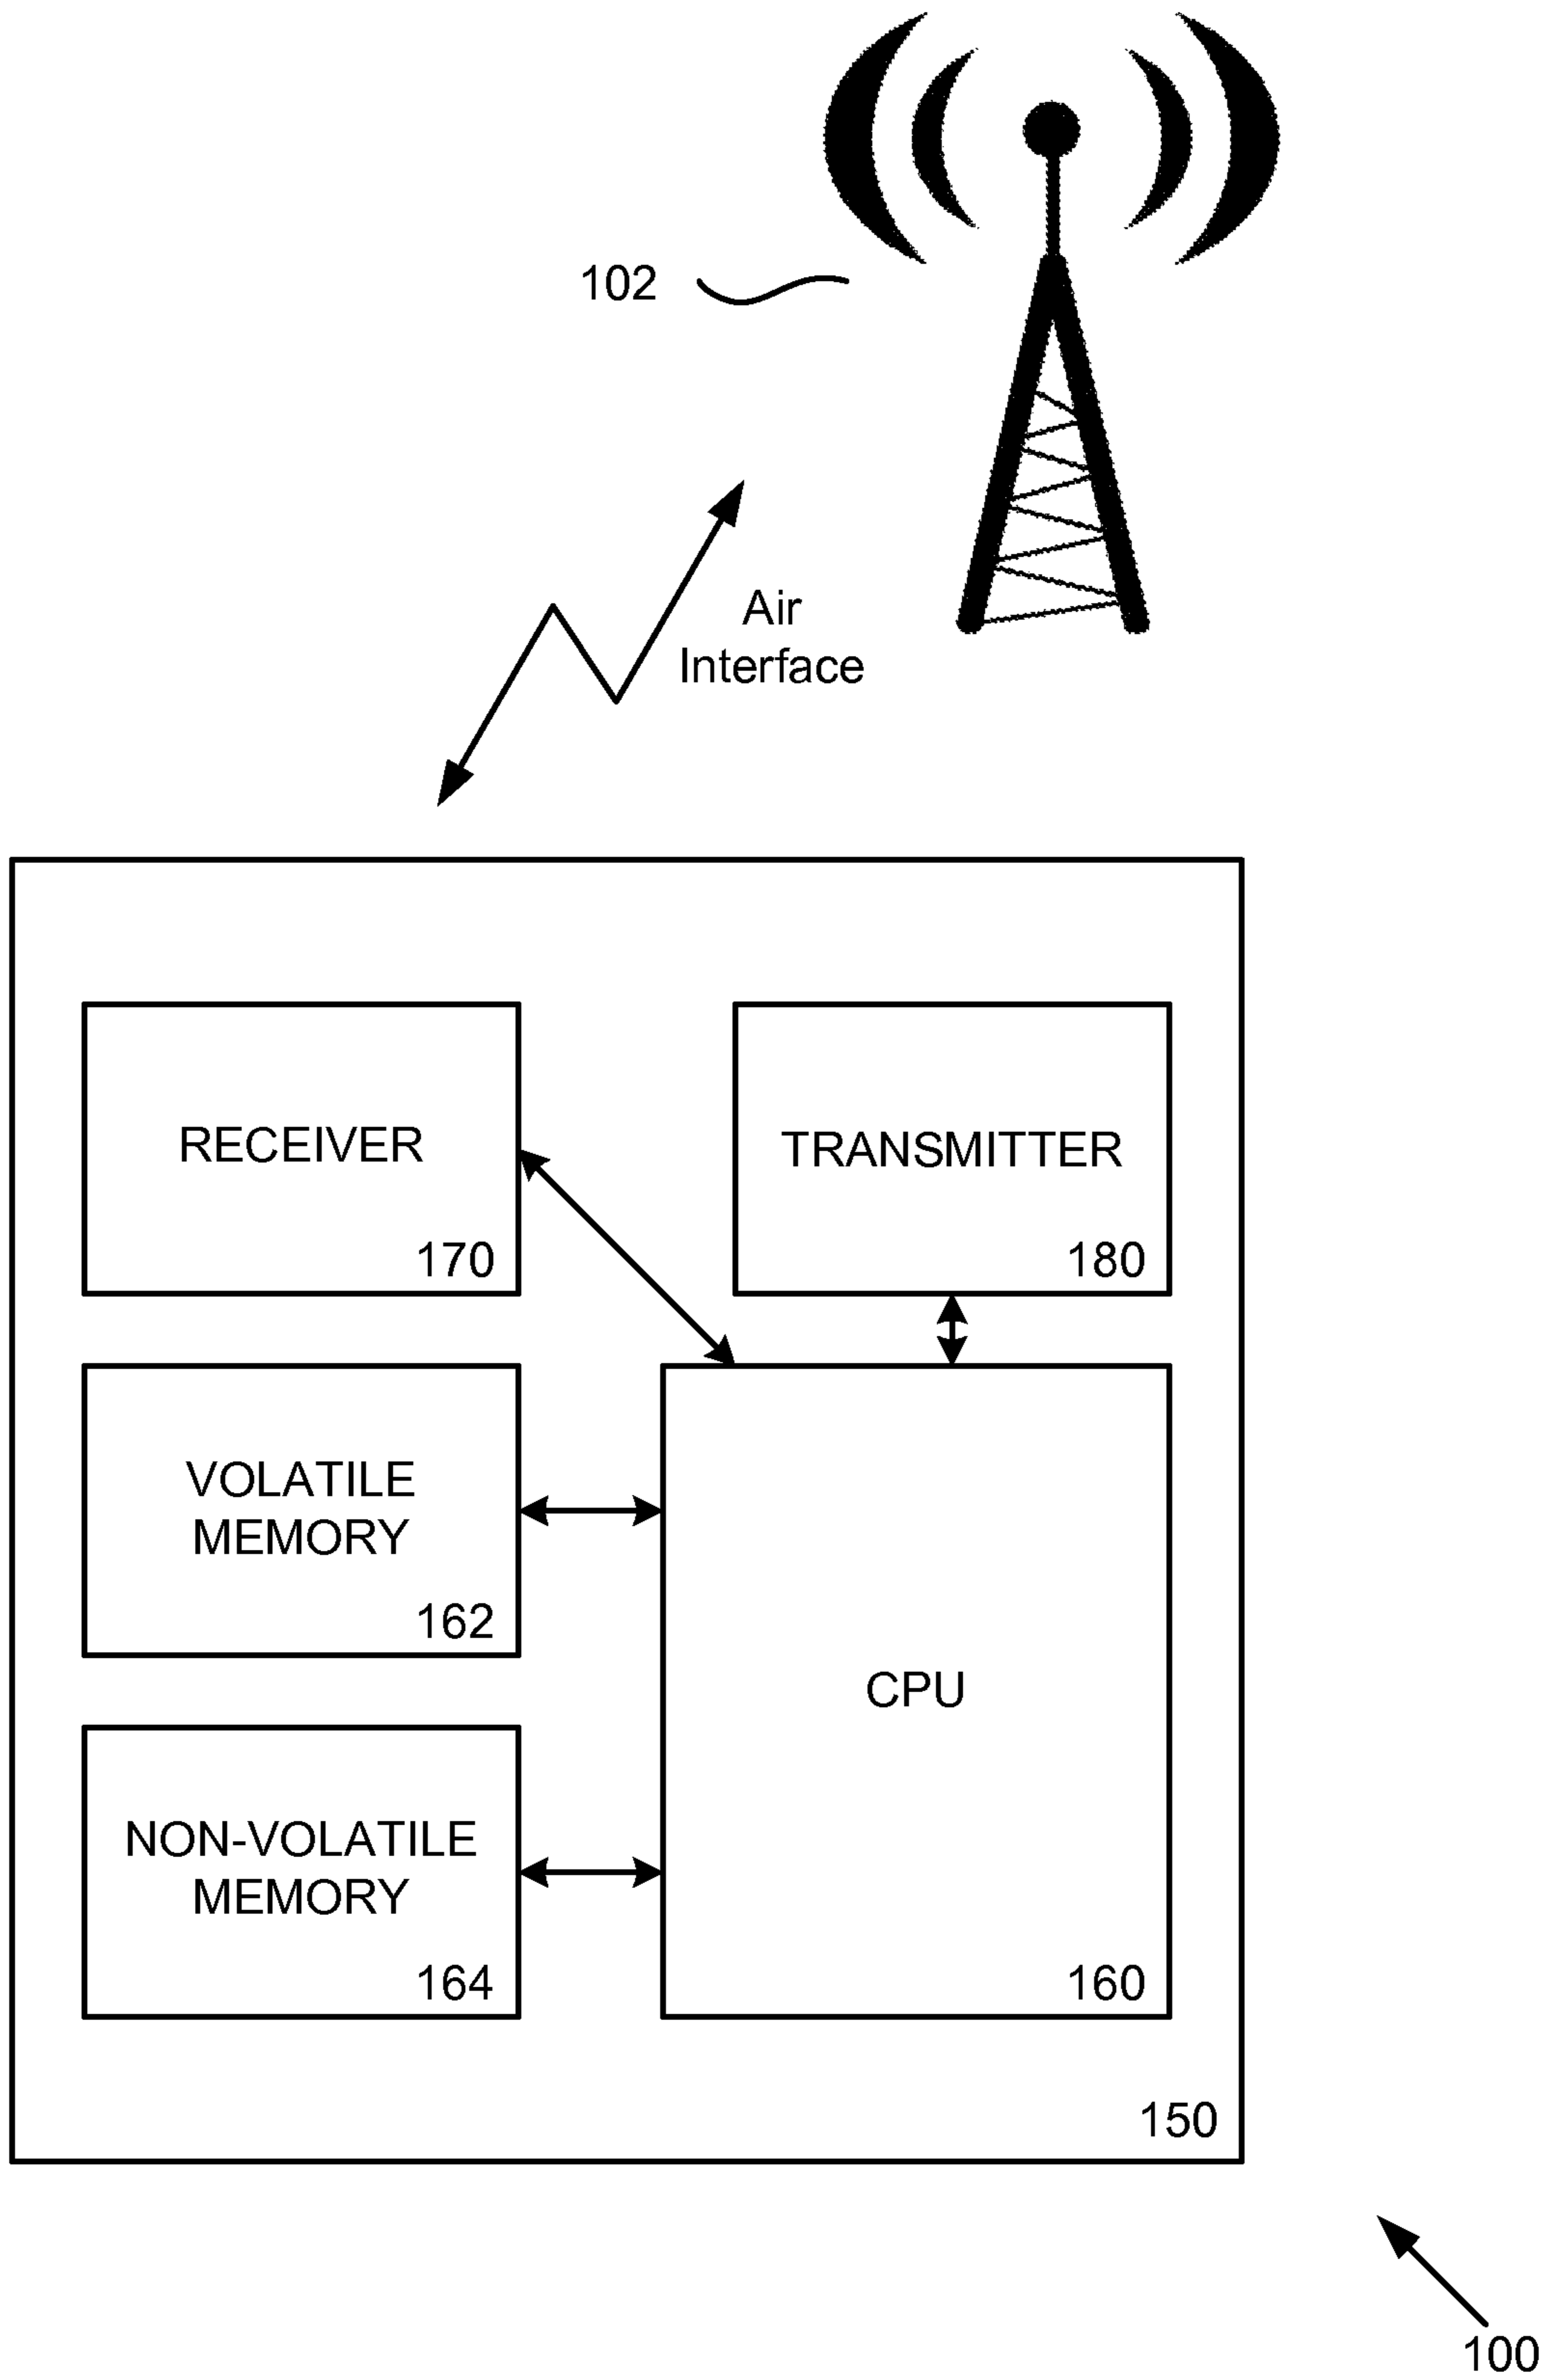 102
Air
Interface
RECEIVER
170
TRANSMITTER
180
VOLATILE
MEMORY
162
NON-VOLATILE
MEMORY
164
CPU
160
150
100